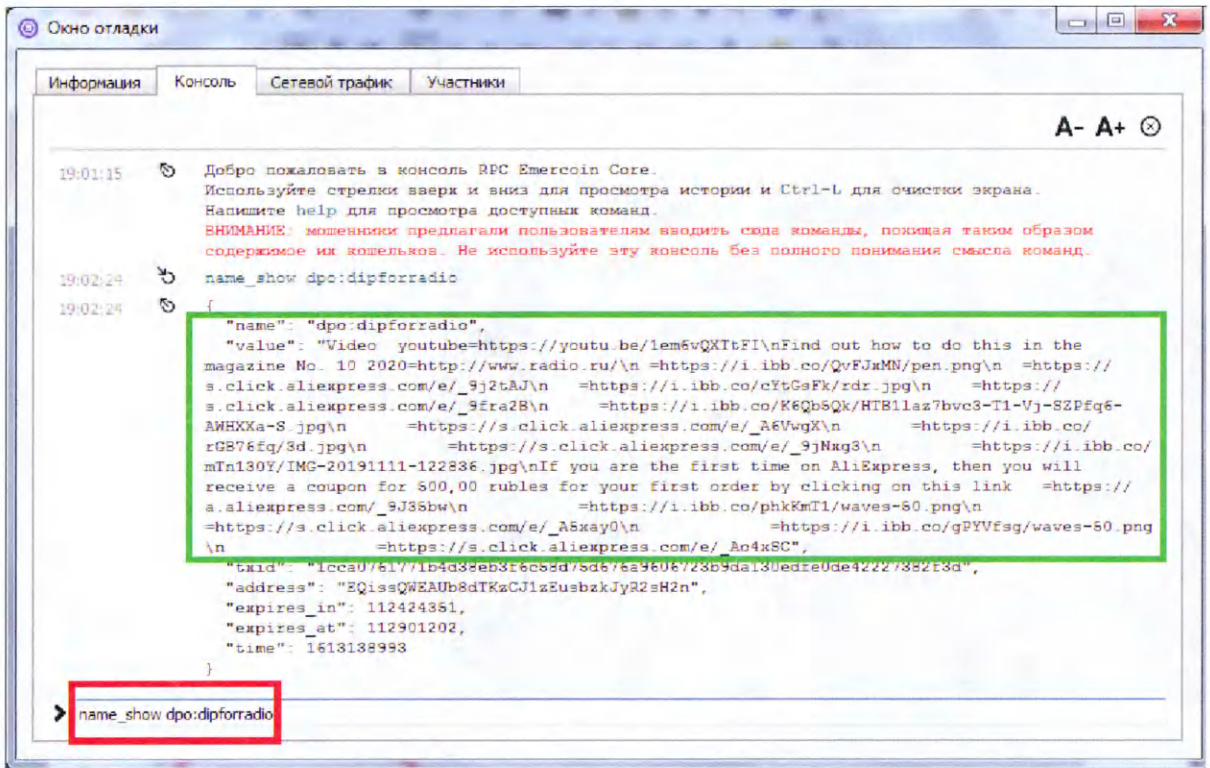 Окно отладки
Информация Консоль Сетевой трафик Участники
A- A+
19:01:15 Добро пожаловать в консоль RPC Emercoin Core.
Используйте стрелки вверх и вниз для просмотра истории и Ctrl-L для очистки экрана.
Напишите help для просмотра доступных команд.
ВНИМАНИЕ: мошенники предлагали пользователям вводить сюда команды, похищая таким образом
содержимое их кошельков. Не используйте эту консоль без полного понимания смысла команд.
19:02:24 name_show dpo:dipforradio
19:02:24 {
"name": "dpo:dipforradio",
"value": "Video youtube=https://youtu.be/1em6vQXTtFI\nFind out how to do this in the
magazine No. 10 2020=http://www.radio.ru/\n =https://i.ibb.co/QvFJxMN/pen.png\n =https://
s.click.aliexpress.com/e/_9j2tAJ\n =https://i.ibb.co/cYtGsFk/rdr.jpg\n =https://
s.click.aliexpress.com/e/_9fra2B\n =https://i.ibb.co/K6Qb5Qk/HTB1laz7bvc3-T1-Vj-SZPfq6-
AWHXXa-S.jpg\n =https://s.click.aliexpress.com/e/_A6VwgX\n =https://i.ibb.co/
rGB76fq/3d.jpg\n =https://s.click.aliexpress.com/e/_9jNxg3\n =https://i.ibb.co/
mTn130Y/IMG-20191111-122836.jpg\nIf you are the first time on AliExpress, then you will
receive a coupon for 500,00 rubles for your first order by clicking on this link =https://
a.aliexpress.com/_9J35bw\n =https://i.ibb.co/phkKmT1/waves-60.png\n
=https://s.click.aliexpress.com/e/_A5xay0\n =https://i.ibb.co/gPYVfsg/waves-60.png
\n =https://s.click.aliexpress.com/e/_Ao4xSC",
"txid":
"address": "EQissQWEAUb8dTKzCJ1zEusbzkJyR2sH2n",
"expires_in": 112424351,
"expires_at": 112901202,
"time": 1613138993
}
name_show dpo:dipforradio